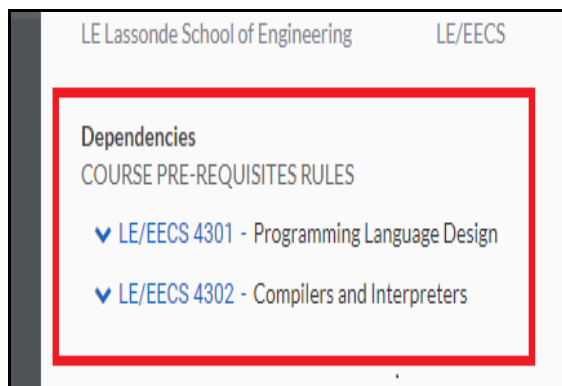 LE Lassonde School of Engineering LE/EECS
Dependencies
COURSE PRE-REQUISITES RULES
LE/EECS 4301 - Programming Language Design
LE/EECS 4302 - Compilers and Interpreters